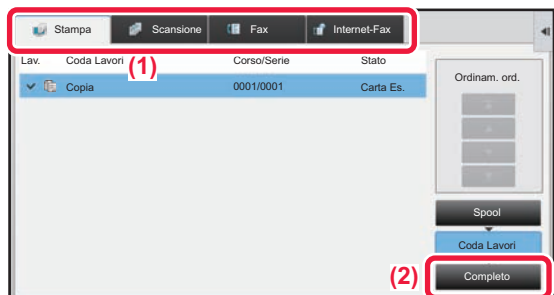 Stampa Scansione Fax Internet-Fax
(1)
Lav. Coda Lavori Corso/Serie Stato
Copia 0001/0001 Carta Es.
Ordinam. ord.
Spool
Coda Lavori
(2) Completo